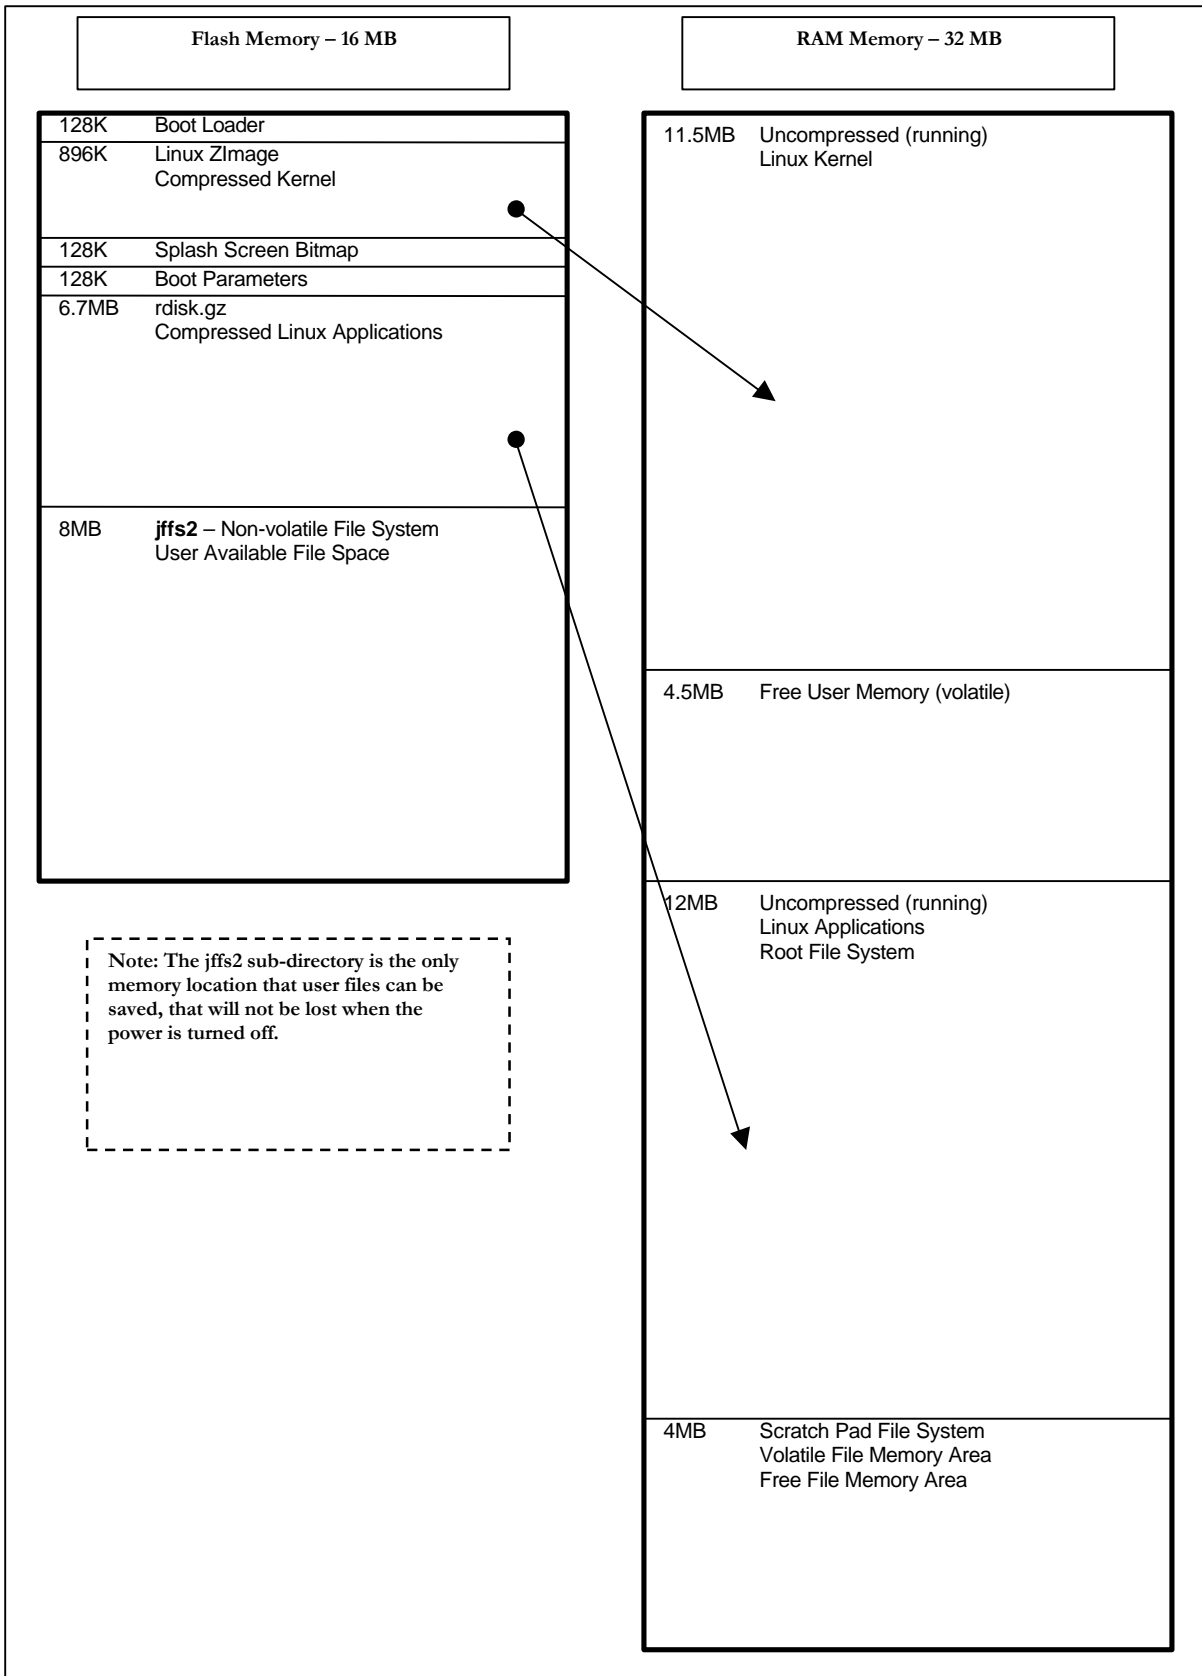 Flash Memory – 16 MB
128K Boot Loader
896K Linux ZImage
Compressed Kernel
128K Splash Screen Bitmap
128K Boot Parameters
6.7MB rdisk.gz
Compressed Linux Applications
8MB jffs2 – Non-volatile File System
User Available File Space
Note: The jffs2 sub-directory is the only
memory location that user files can be
saved, that will not be lost when the
power is turned off.
RAM Memory – 32 MB
11.5MB Uncompressed (running)
Linux Kernel
4.5MB Free User Memory (volatile)
12MB Uncompressed (running)
Linux Applications
Root File System
4MB Scratch Pad File System
Volatile File Memory Area
Free File Memory Area